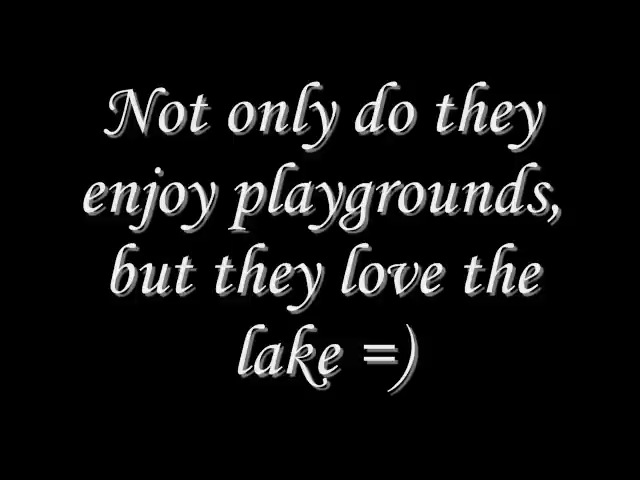 Not only do they
enjoy playgrounds,
but they love the
lake =)